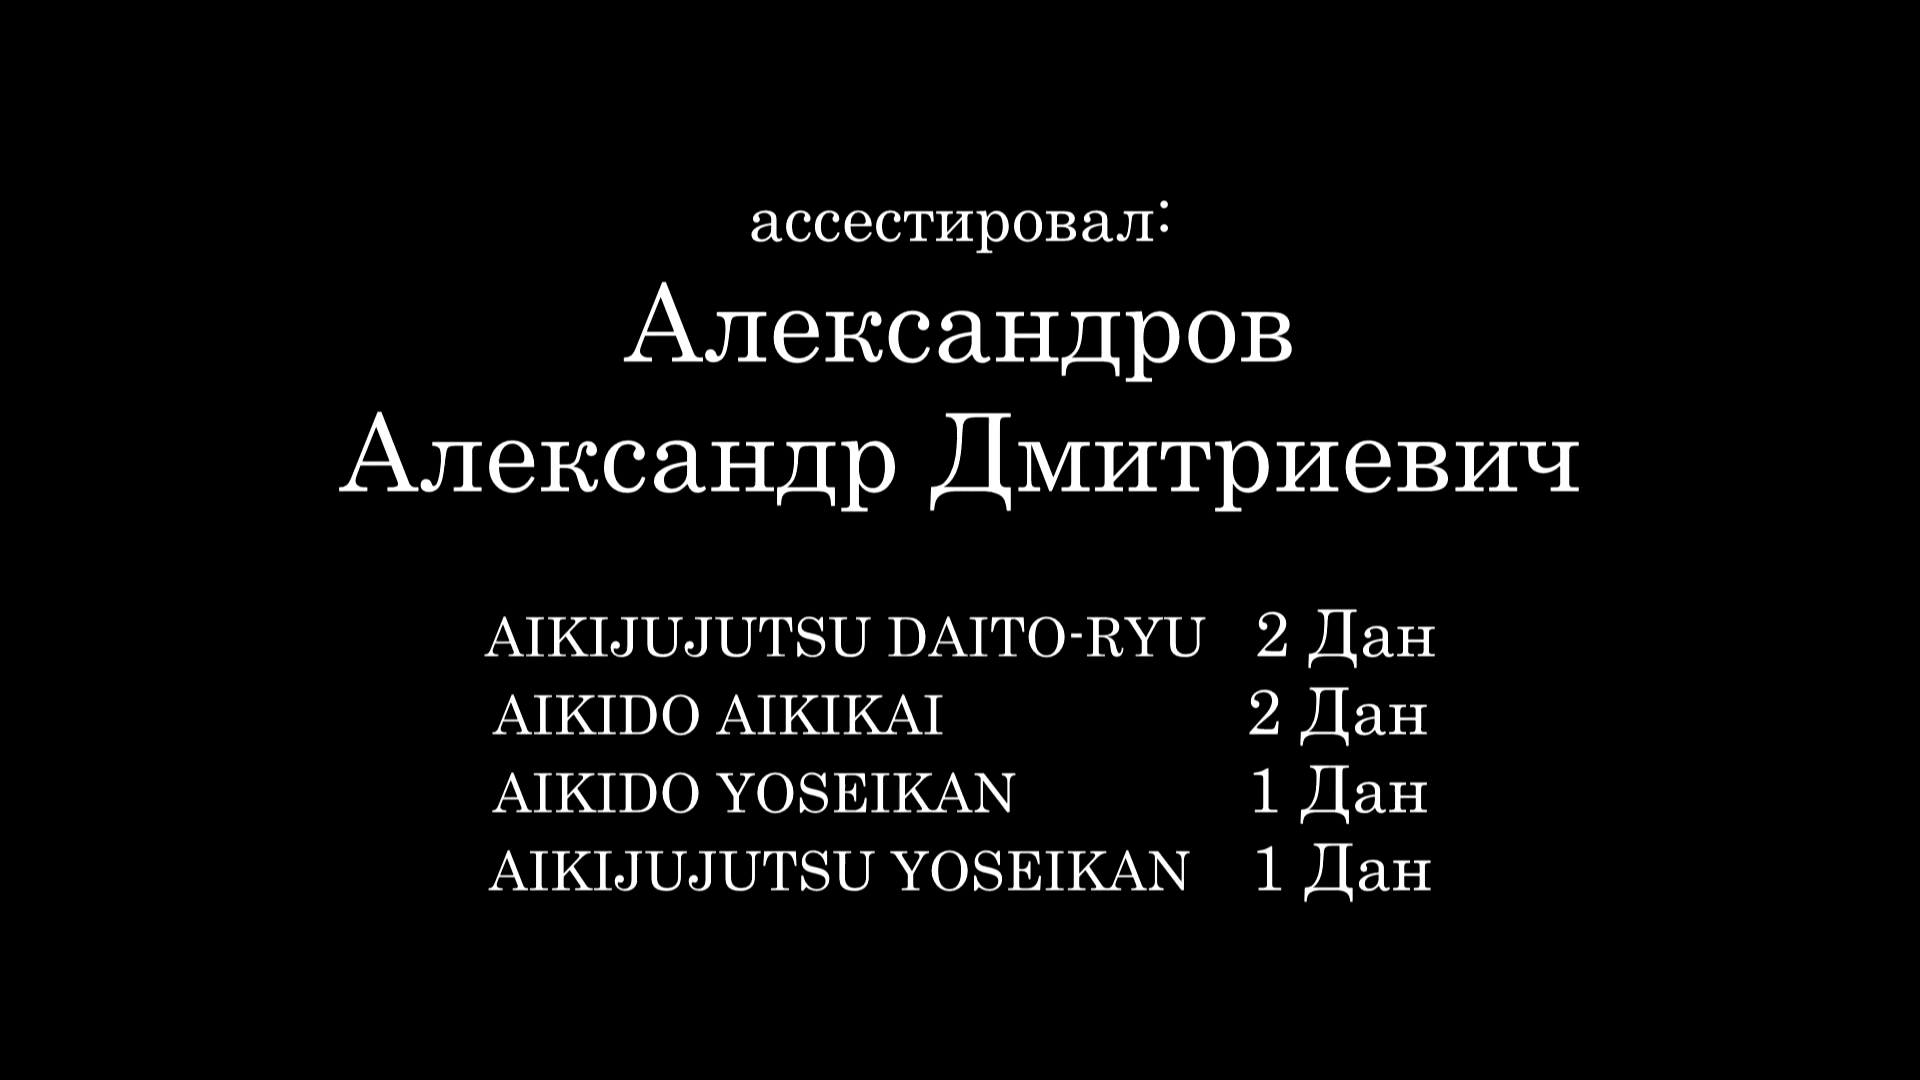 ассестировал:
Александров
Александр Дмитриевич
AIKIJUJUTSU DAITO-RYU 2 Дан
AIKIDO AIKIKAI 2 Дан
AIKIDO YOSEIKAN 1 Дан
AIKIJUJUTSU YOSEIKAN 1 Дан